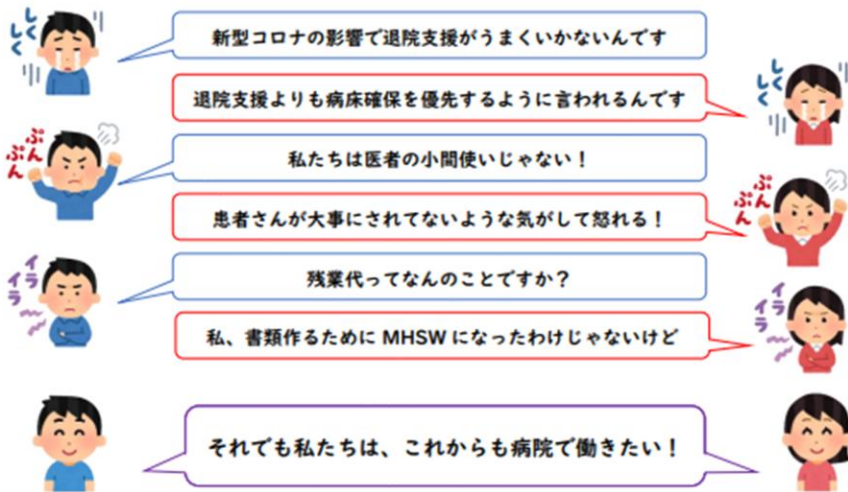 しくしく
新型コロナの影響で退院支援がうまくいかないんです
退院支援よりも病床確保を優先するように言われるんです
しくしく
ぷんぷん
私たちは医者の小間使いじゃない！
患者さんが大事にされてないような気がして怒れる！
ぷんぷん
イライラ
残業代ってなんのことですか？
私、書類作るために MHSW になったわけじゃないけど
イライラ
それでも私たちは、これからも病院で働きたい！